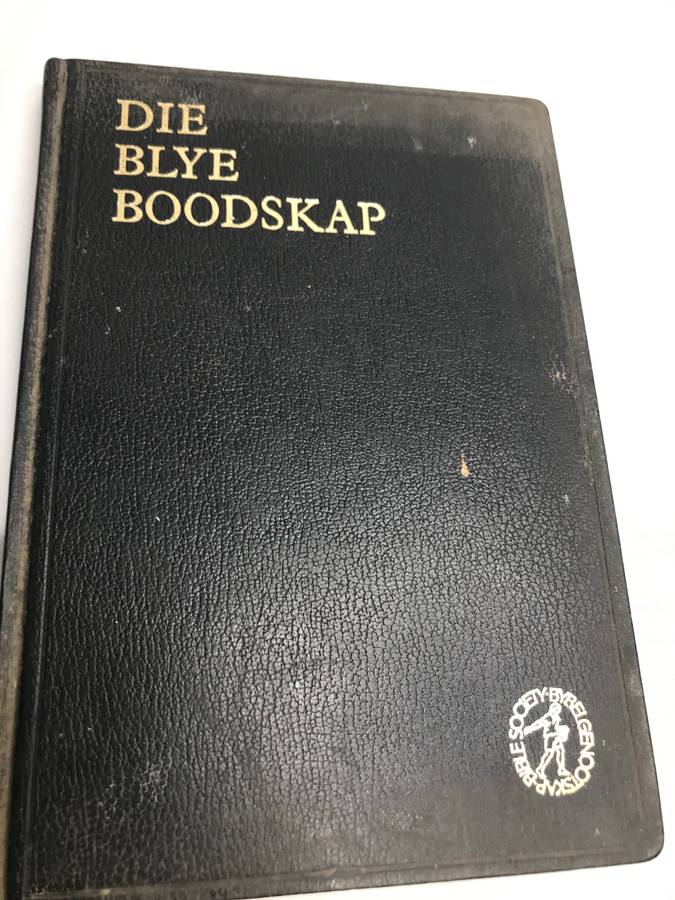 DIE
BLYE
BOODSKAP
BIBLE SOCIETY·BYBELGENOOTSKAP·